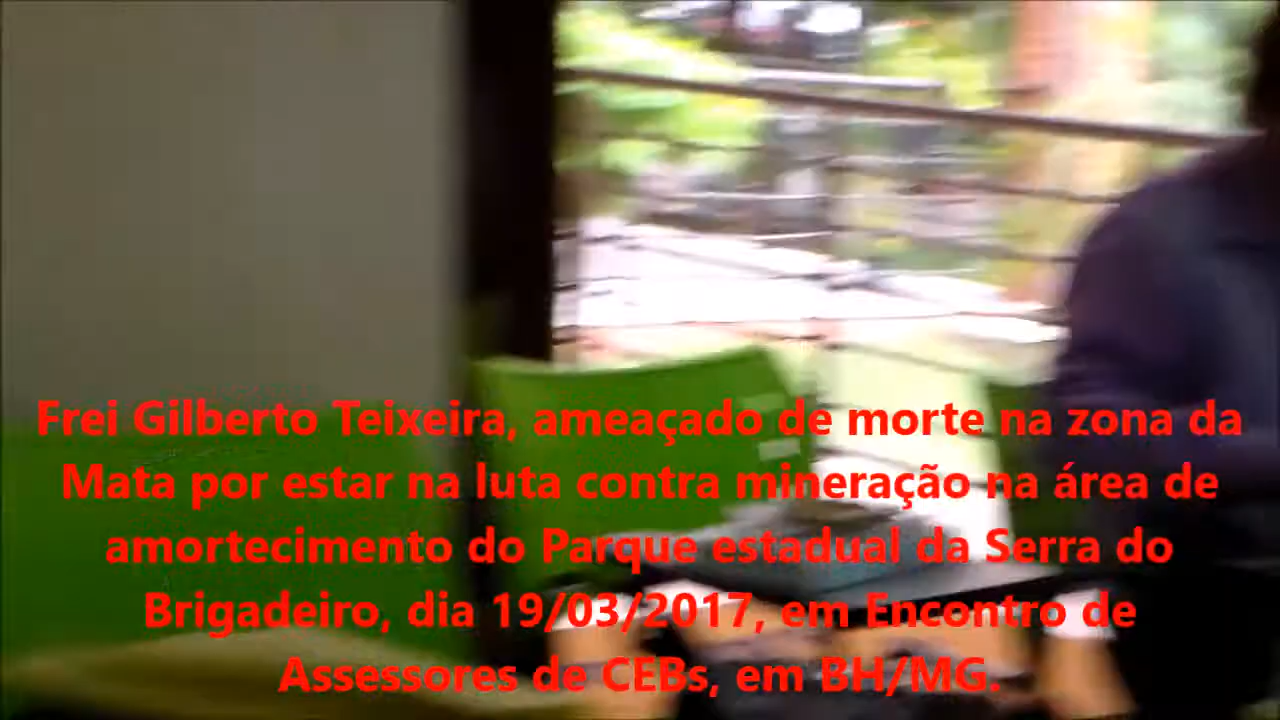 Frei Gilberto Teixeira, ameaçado de morte na zona da
Mata por estar na luta contra mineração na área de
amortecimento do Parque estadual da Serra do
Brigadeiro, dia 19/03/2017, em Encontro de
Assessores de CEBs, em BH/MG.